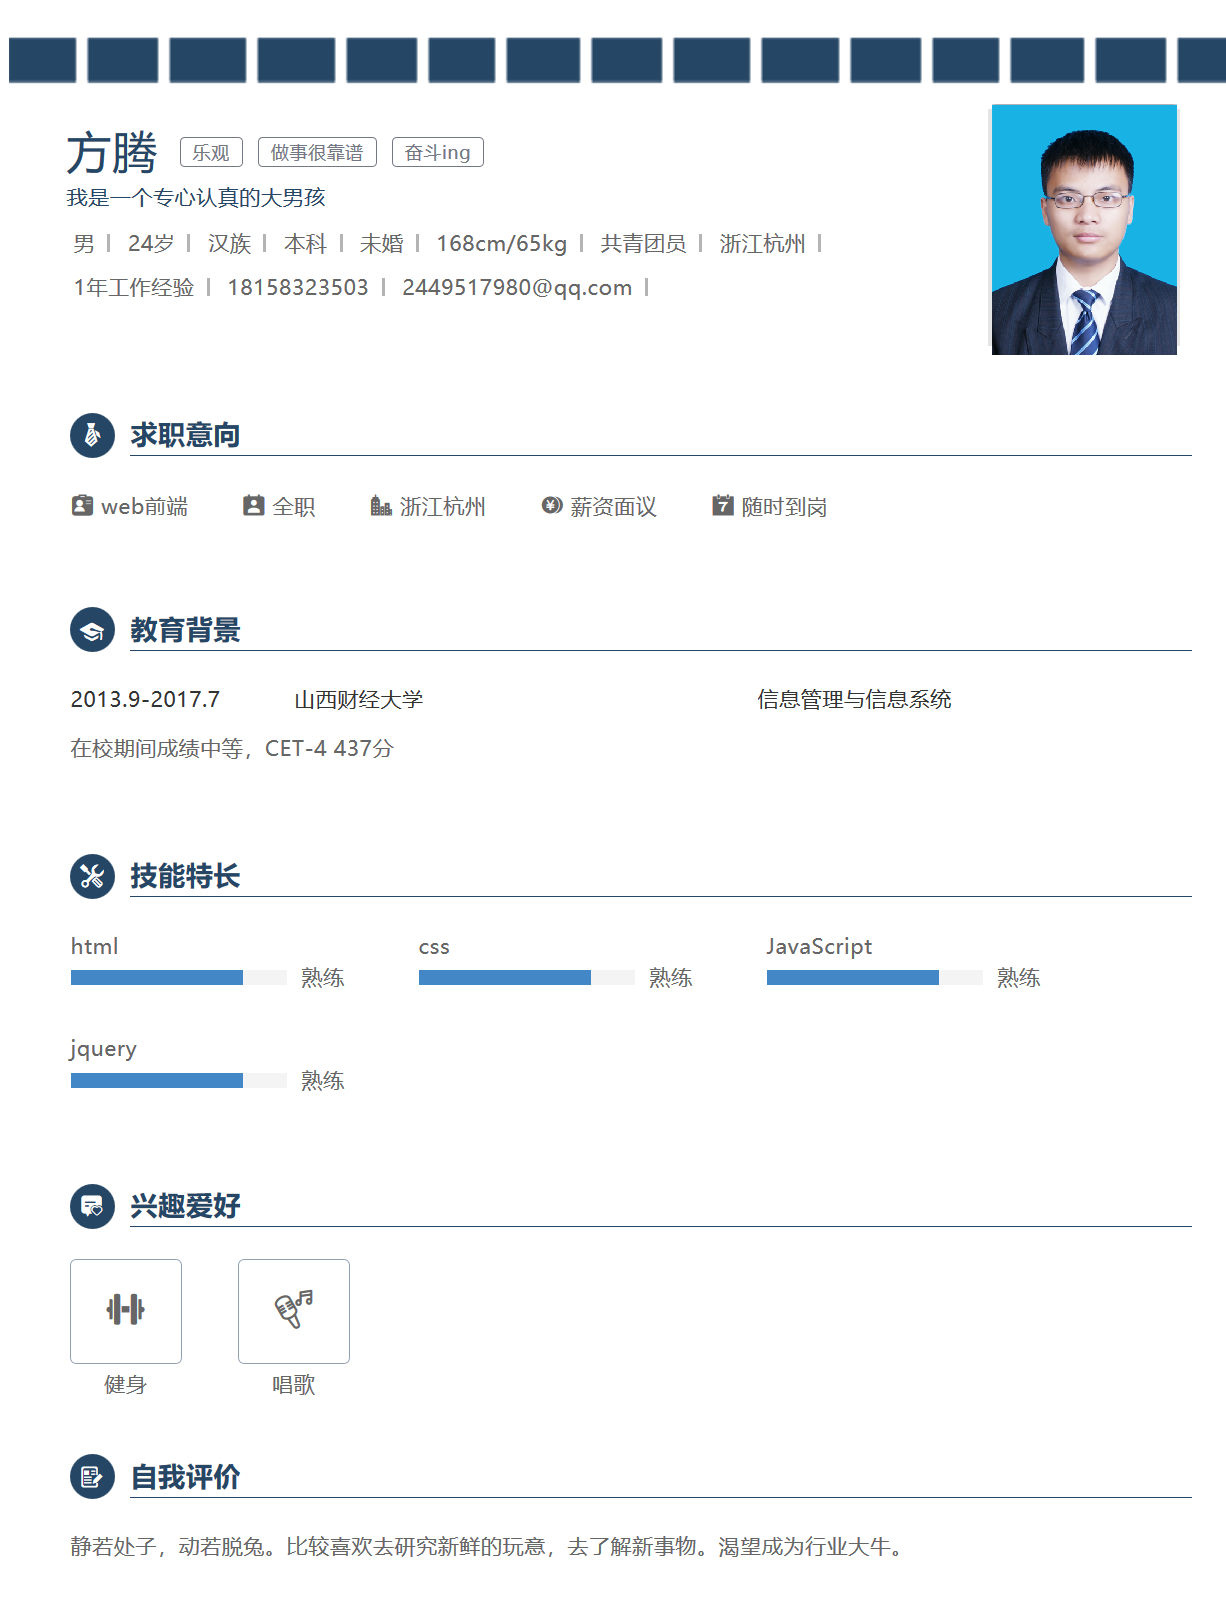 方腾 乐观 做事很靠谱 奋斗ing
我是一个专心认真的大男孩
男 | 24岁 | 汉族 | 本科 | 未婚 | 168cm/65kg | 共青团员 | 浙江杭州 |
1年工作经验 | 18158323503 | 2449517980@qq.com |
求职意向
web前端 全职 浙江杭州 薪资面议 7 随时到岗
教育背景
2013.9-2017.7 山西财经大学 信息管理与信息系统
在校期间成绩中等，CET-4 437分
技能特长
html css JavaScript
熟练 熟练 熟练
jquery
熟练
兴趣爱好
健身 唱歌
自我评价
静若处子，动若脱兔。比较喜欢去研究新鲜的玩意，去了解新事物。渴望成为行业大牛。